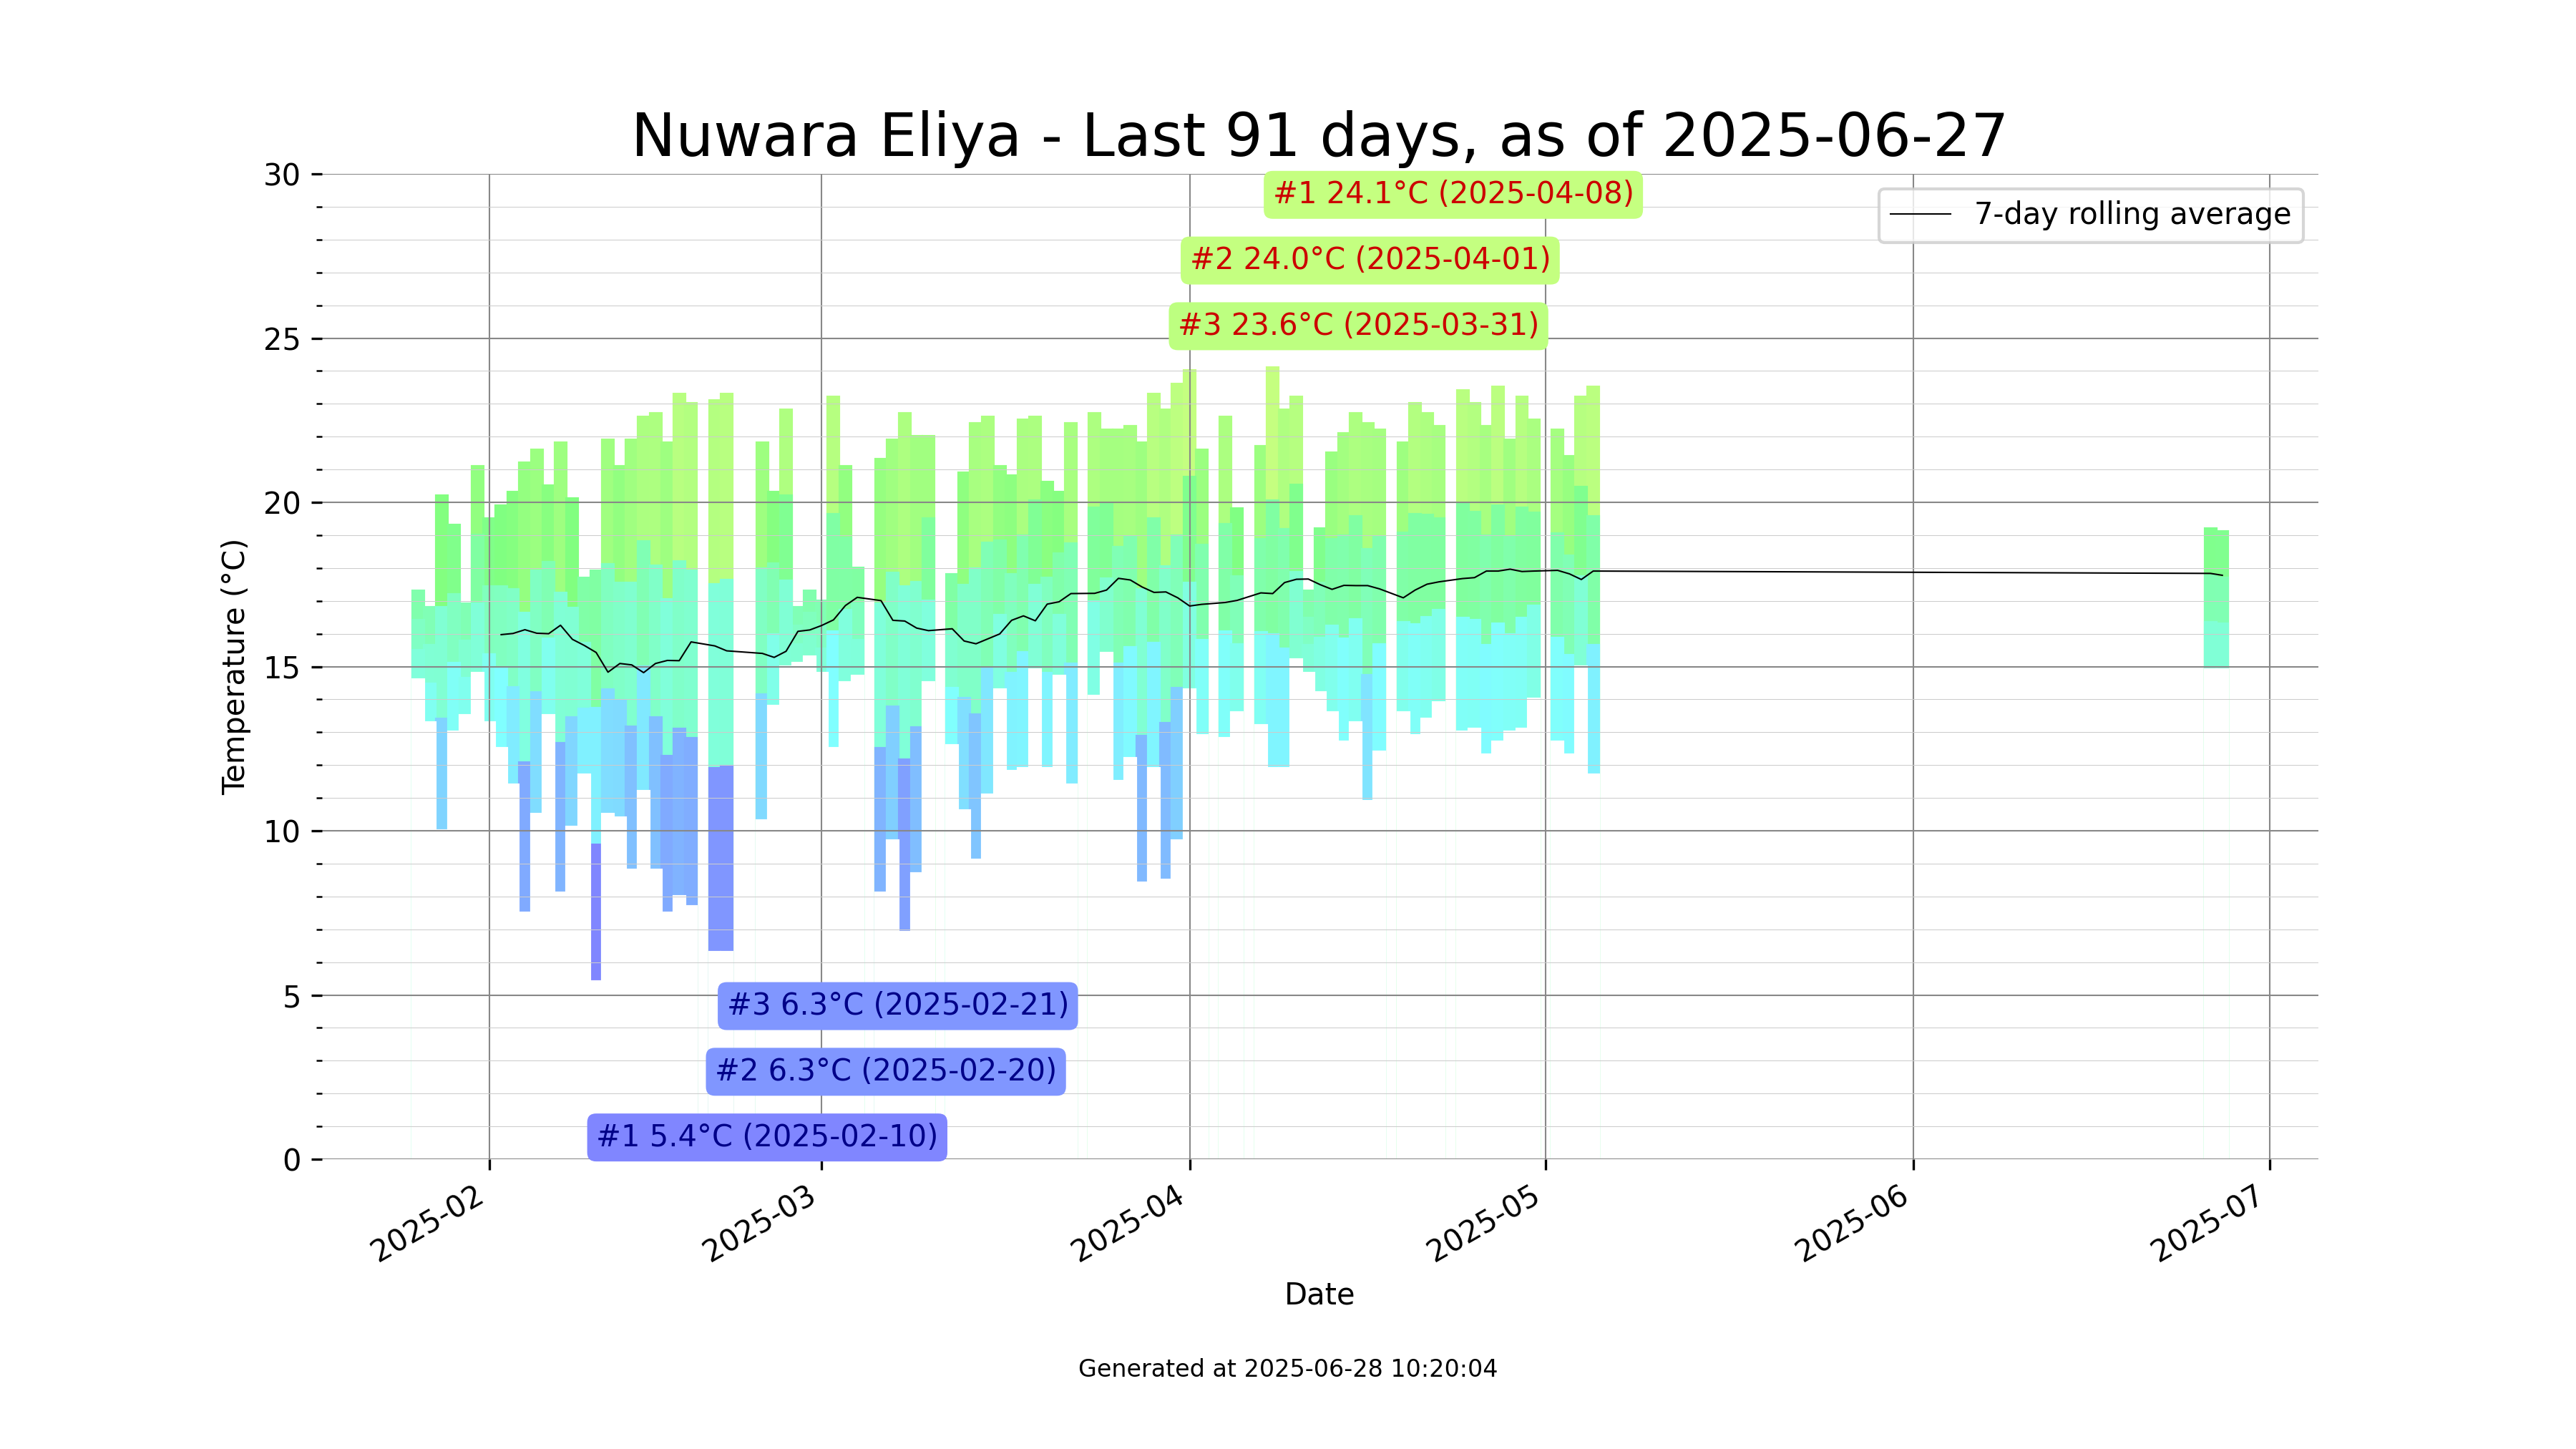 Nuwara Eliya - Last 91 days, as of 2025-06-27
30
25
20
15
10
5
0
Temperature (°C)
7-day rolling average
#1 24.1°C (2025-04-08)
#2 24.0°C (2025-04-01)
#3 23.6°C (2025-03-31)
#3 6.3°C (2025-02-21)
#2 6.3°C (2025-02-20)
#1 5.4°C (2025-02-10)
2025-02
2025-03
2025-04
2025-05
2025-06
2025-07
Date
Generated at 2025-06-28 10:20:04